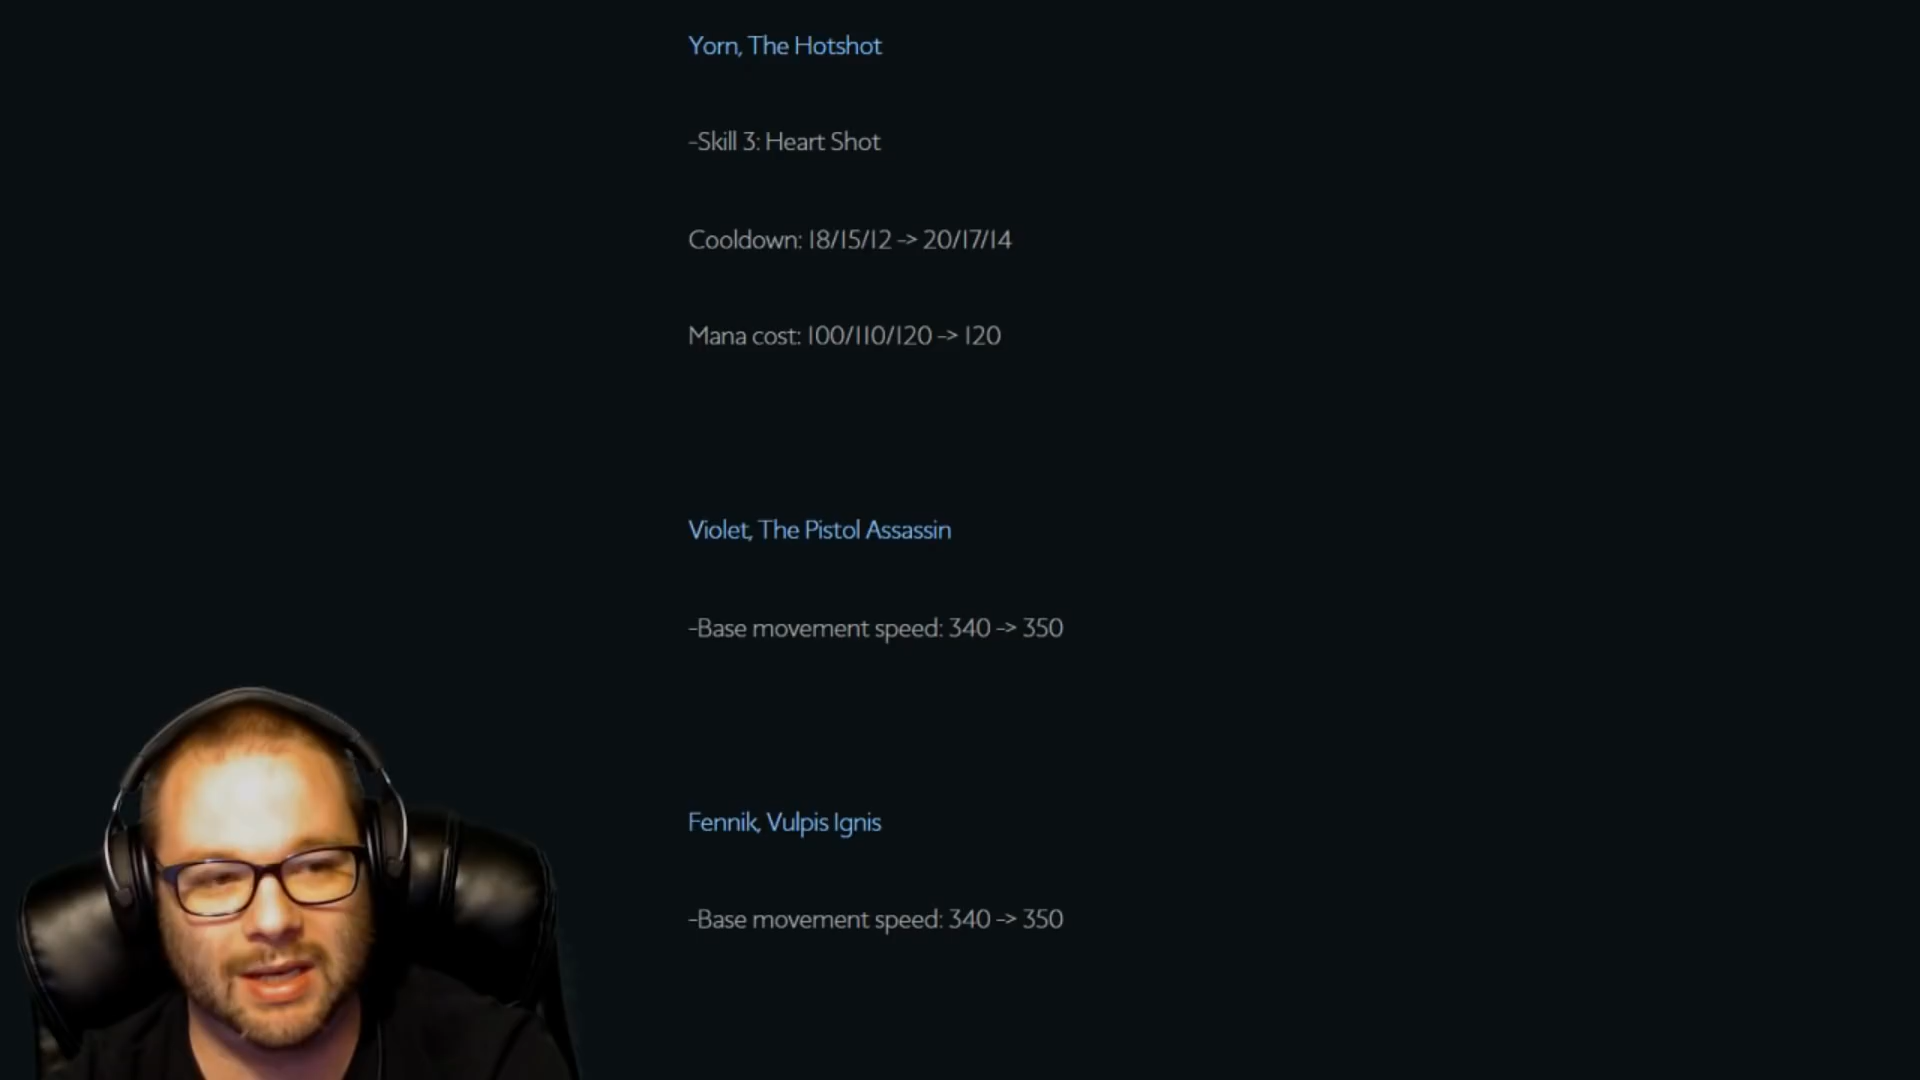 Yorn, The Hotshot
-Skill 3: Heart Shot
Cooldown: 18/15/12 -> 20/17/14
Mana cost: 100/110/120 -> 120
Violet, The Pistol Assassin
-Base movement speed: 340 -> 350
Fennik, Vulpis Ignis
-Base movement speed: 340 -> 350